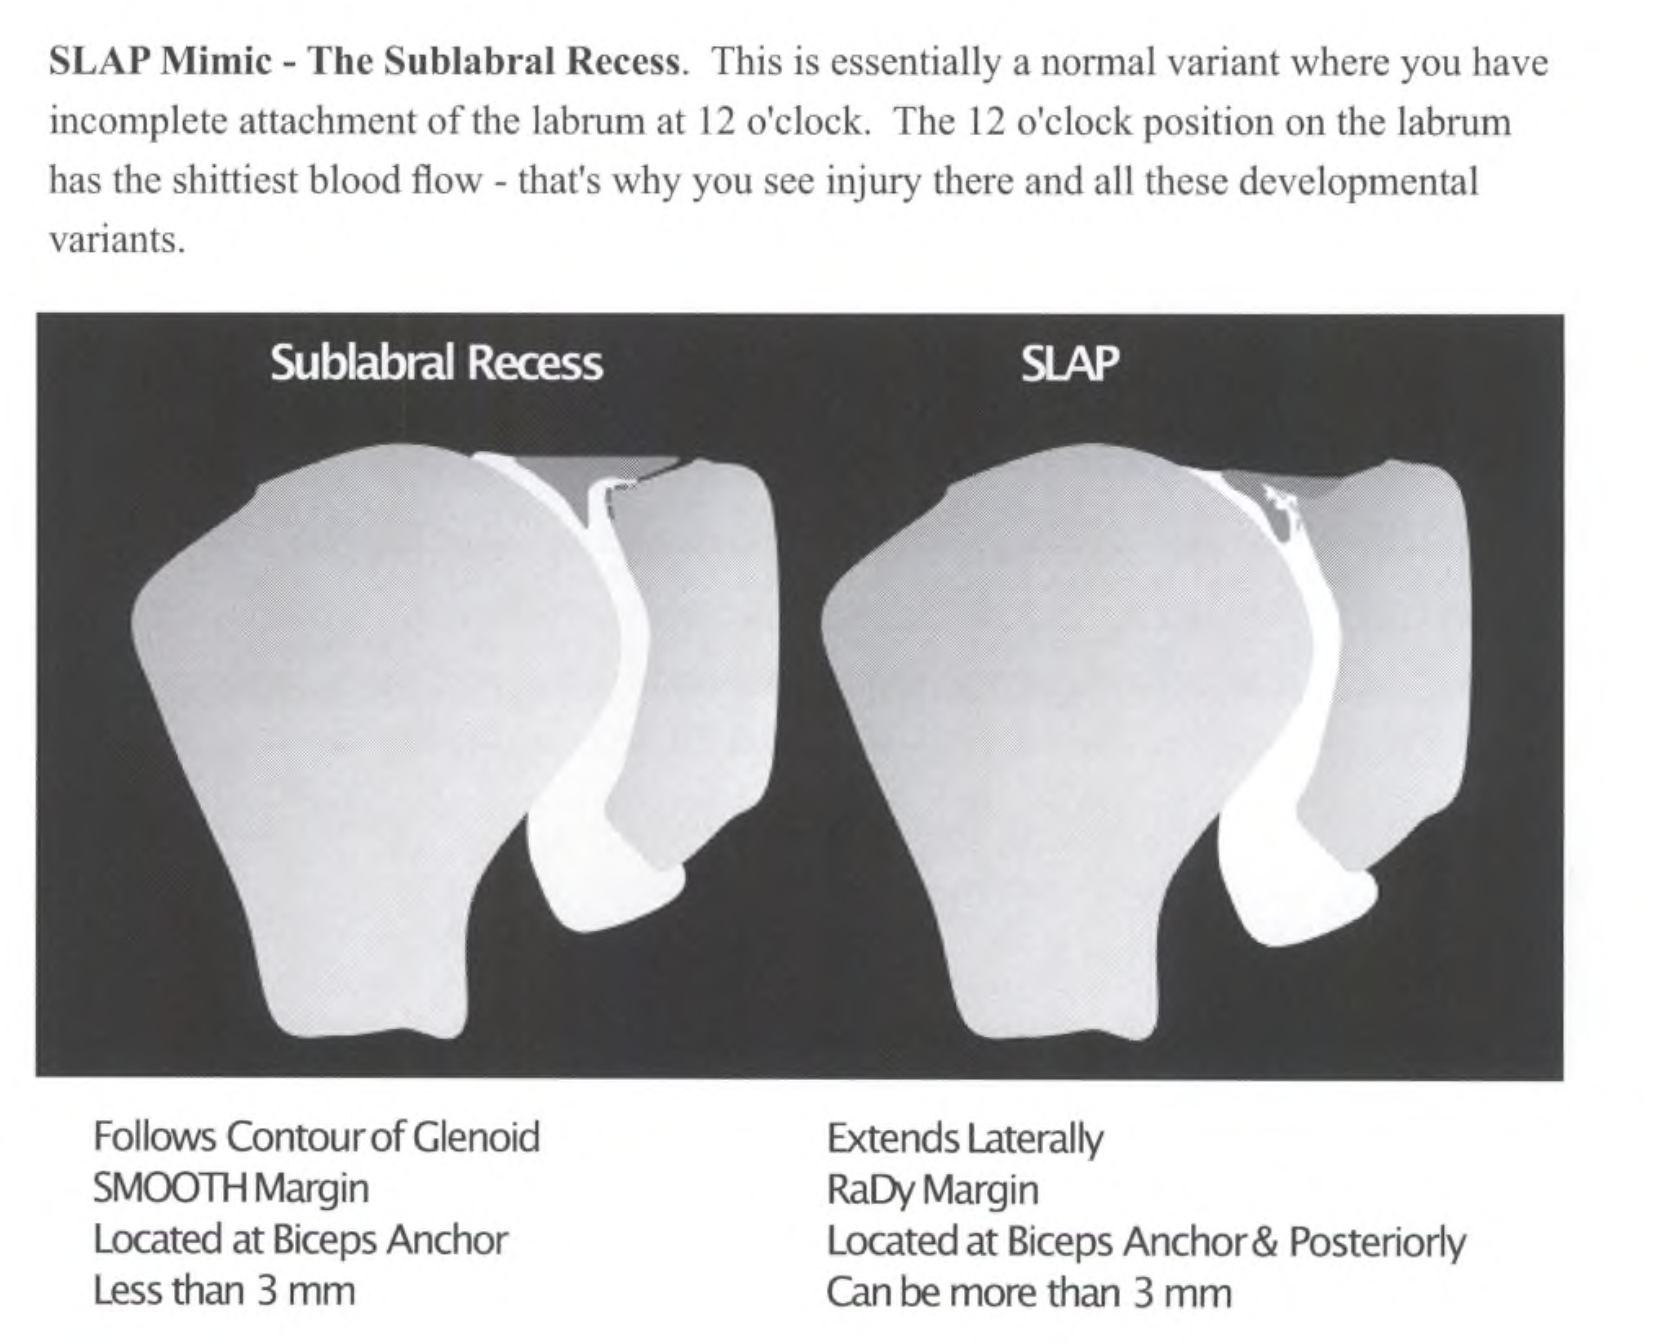 SLAP Mimic - The Sublabral Recess. This is essentially a normal variant where you have
incomplete attachment of the labrum at 12 o'clock. The 12 o'clock position on the labrum
has the shittiest blood flow - that's why you see injury there and all these developmental
variants.
Sublabral Recess
SLAP
Follows Contour of Glenoid
SMOOTH Margin
Located at Biceps Anchor
Less than 3 mm
Extends Laterally
RaDy Margin
Located at Biceps Anchor & Posteriorly
Can be more than 3 mm